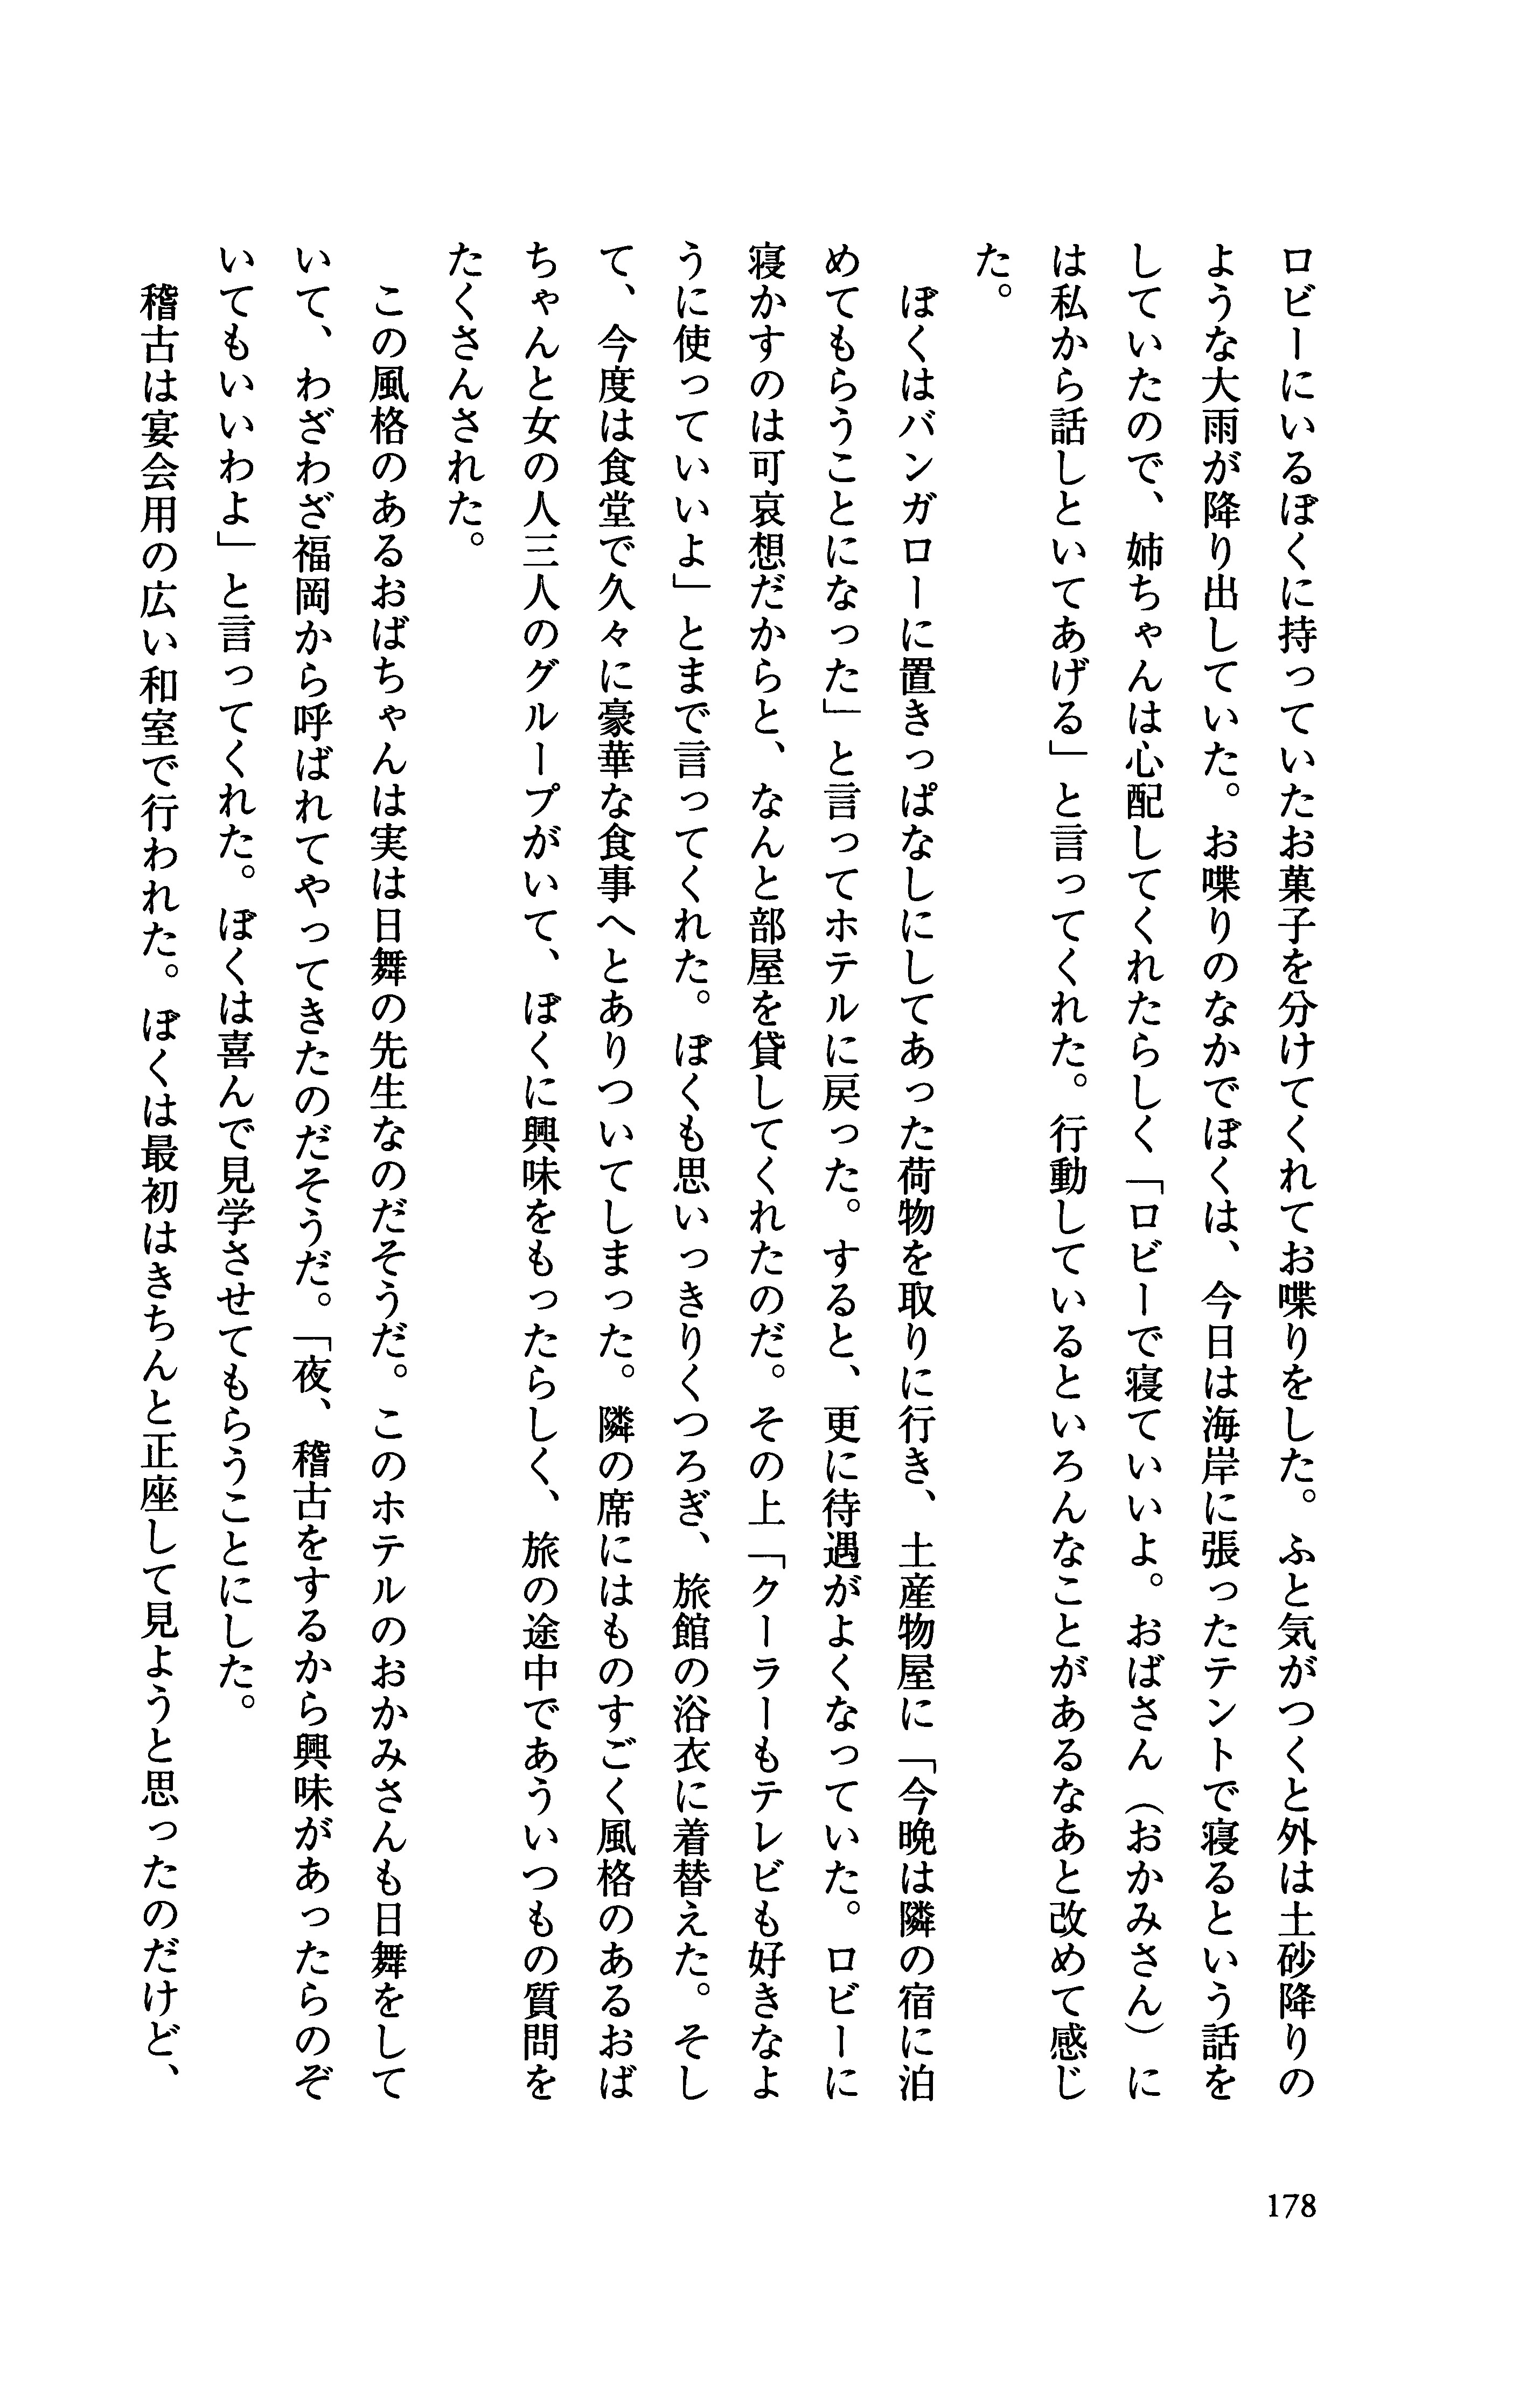 ロビーにいるぼくに持っていたお菓子を分けてくれてお喋りをした。ふと気がつくと外は土砂降りの
ような大雨が降り出していた。お喋りのなかでぼくは、今日は海岸に張ったテントで寝るという話を
していたので、姉ちゃんは心配してくれたらしく「ロビーで寝ていいよ。おばさん（おかみさん）に
は私から話しといてあげる」と言ってくれた。行動しているといろんなことがあるなあと改めて感じ
た。
　ぼくはバンガローに置きっぱなしにしてあった荷物を取りに行き、土産物屋に「今晩は隣の宿に泊
めてもらうことになった」と言ってホテルに戻った。すると、更に待遇がよくなっていた。ロビーに
寝かすのは可哀想だからと、なんと部屋を貸してくれたのだ。その上「クーラーもテレビも好きなよ
うに使っていいよ」とまで言ってくれた。ぼくも思いっきりくつろぎ、旅館の浴衣に着替えた。そし
て、今度は食堂で久々に豪華な食事へとありついてしまった。隣の席にはものすごく風格のあるおば
ちゃんと女の人三人のグループがいて、ぼくに興味をもったらしく、旅の途中であういつもの質問を
たくさんされた。
　この風格のあるおばちゃんは実は日舞の先生なのだそうだ。このホテルのおかみさんも日舞をして
いて、わざわざ福岡から呼ばれてやってきたのだそうだ。「夜、稽古をするから興味があったらのぞ
いてもいいわよ」と言ってくれた。ぼくは喜んで見学させてもらうことにした。
　稽古は宴会用の広い和室で行われた。ぼくは最初はきちんと正座して見ようと思ったのだけど、
178